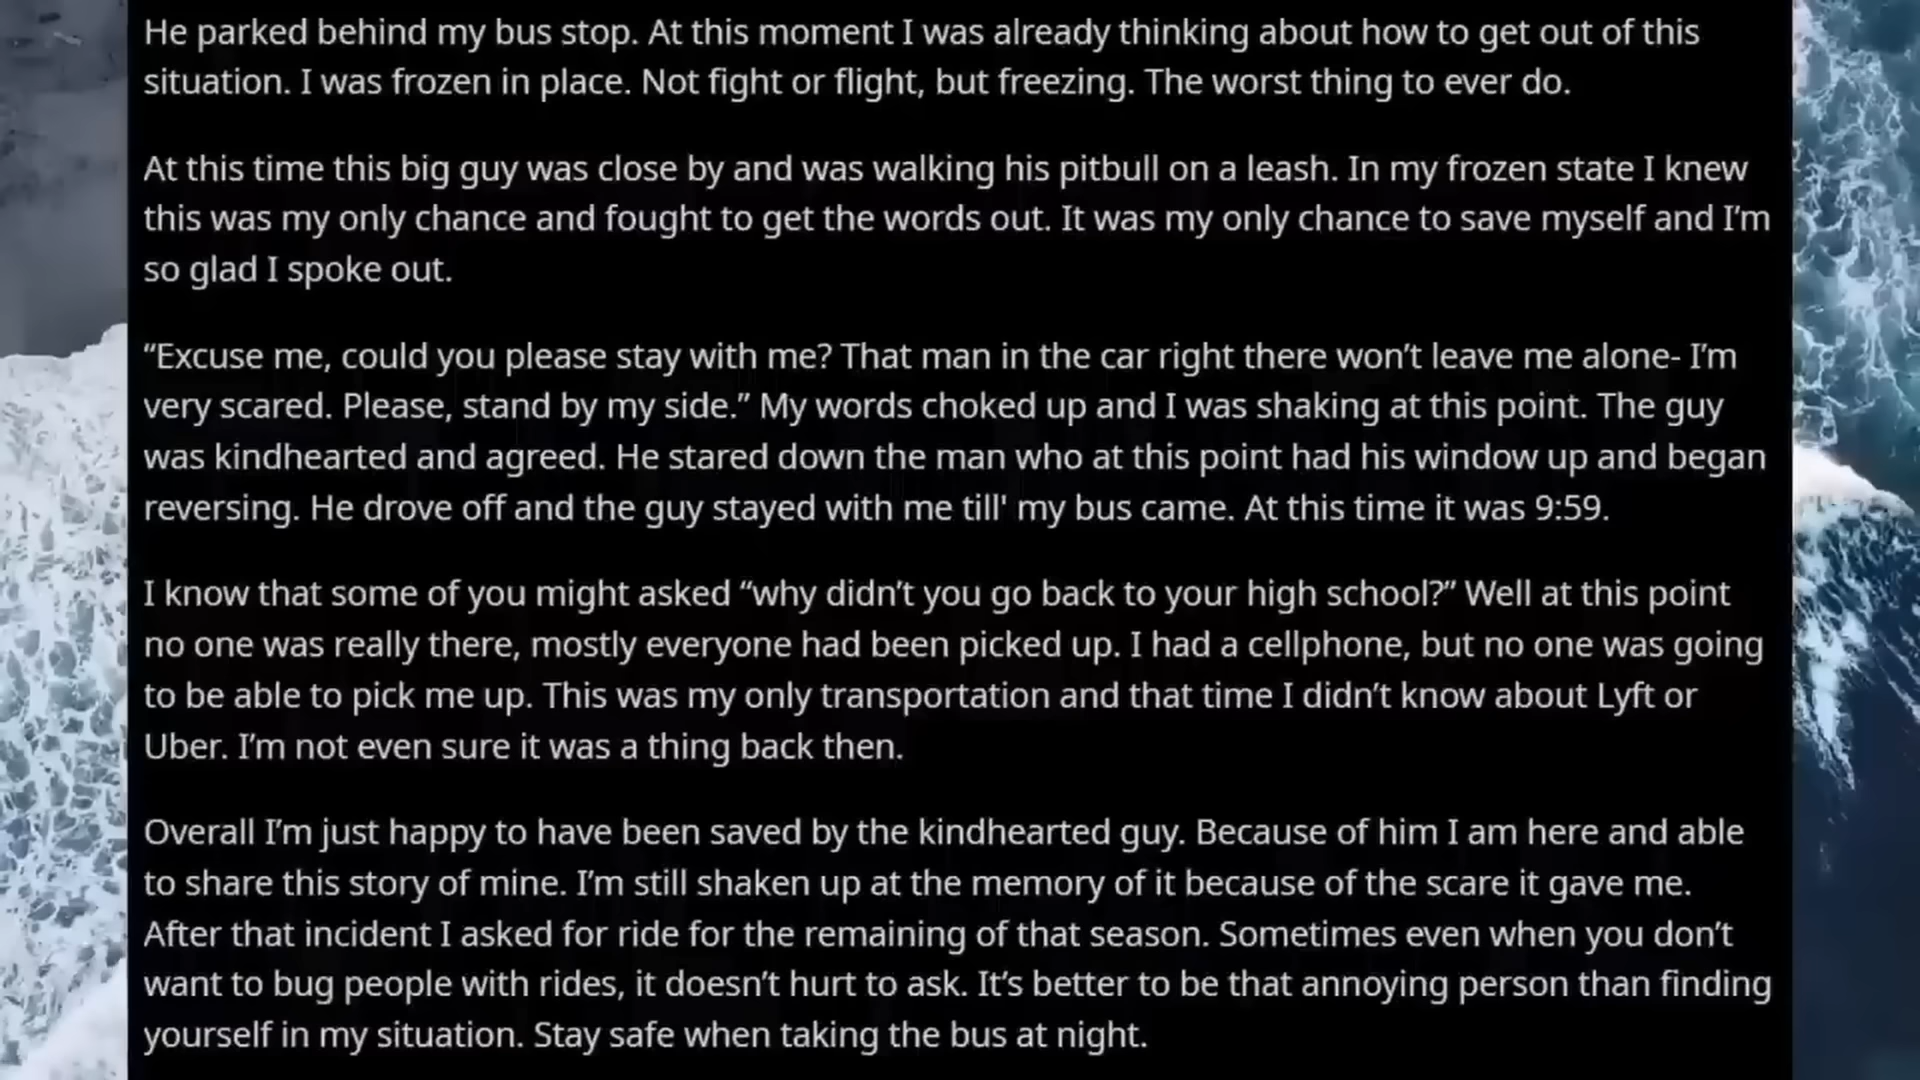 He parked behind my bus stop. At this moment I was already thinking about how to get out of this
situation. I was frozen in place. Not fight or flight, but freezing. The worst thing to ever do.
At this time this big guy was close by and was walking his pitbull on a leash. In my frozen state I knew
this was my only chance and fought to get the words out. It was my only chance to save myself and I’m
so glad I spoke out.
“Excuse me, could you please stay with me? That man in the car right there won’t leave me alone- I’m
very scared. Please, stand by my side.” My words choked up and I was shaking at this point. The guy
was kindhearted and agreed. He stared down the man who at this point had his window up and began
reversing. He drove off and the guy stayed with me till' my bus came. At this time it was 9:59.
I know that some of you might asked “why didn’t you go back to your high school?” Well at this point
no one was really there, mostly everyone had been picked up. I had a cellphone, but no one was going
to be able to pick me up. This was my only transportation and that time I didn’t know about Lyft or
Uber. I’m not even sure it was a thing back then.
Overall I’m just happy to have been saved by the kindhearted guy. Because of him I am here and able
to share this story of mine. I’m still shaken up at the memory of it because of the scare it gave me.
After that incident I asked for ride for the remaining of that season. Sometimes even when you don’t
want to bug people with rides, it doesn’t hurt to ask. It’s better to be that annoying person than finding
yourself in my situation. Stay safe when taking the bus at night.